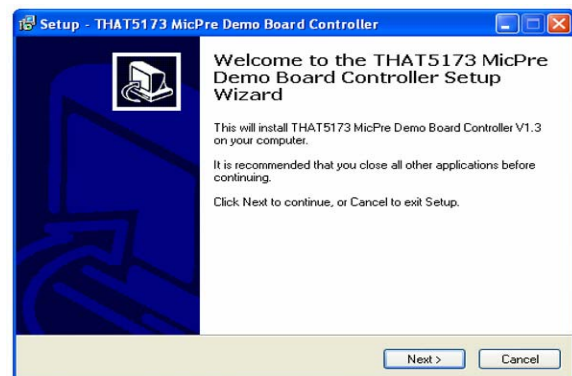 Setup - THAT5173 MicPre Demo Board Controller
Welcome to the THAT5173 MicPre
Demo Board Controller Setup
Wizard
This will install THAT5173 MicPre Demo Board Controller V1.3
on your computer.
It is recommended that you close all other applications before
continuing.
Click Next to continue, or Cancel to exit Setup.
Next >
Cancel